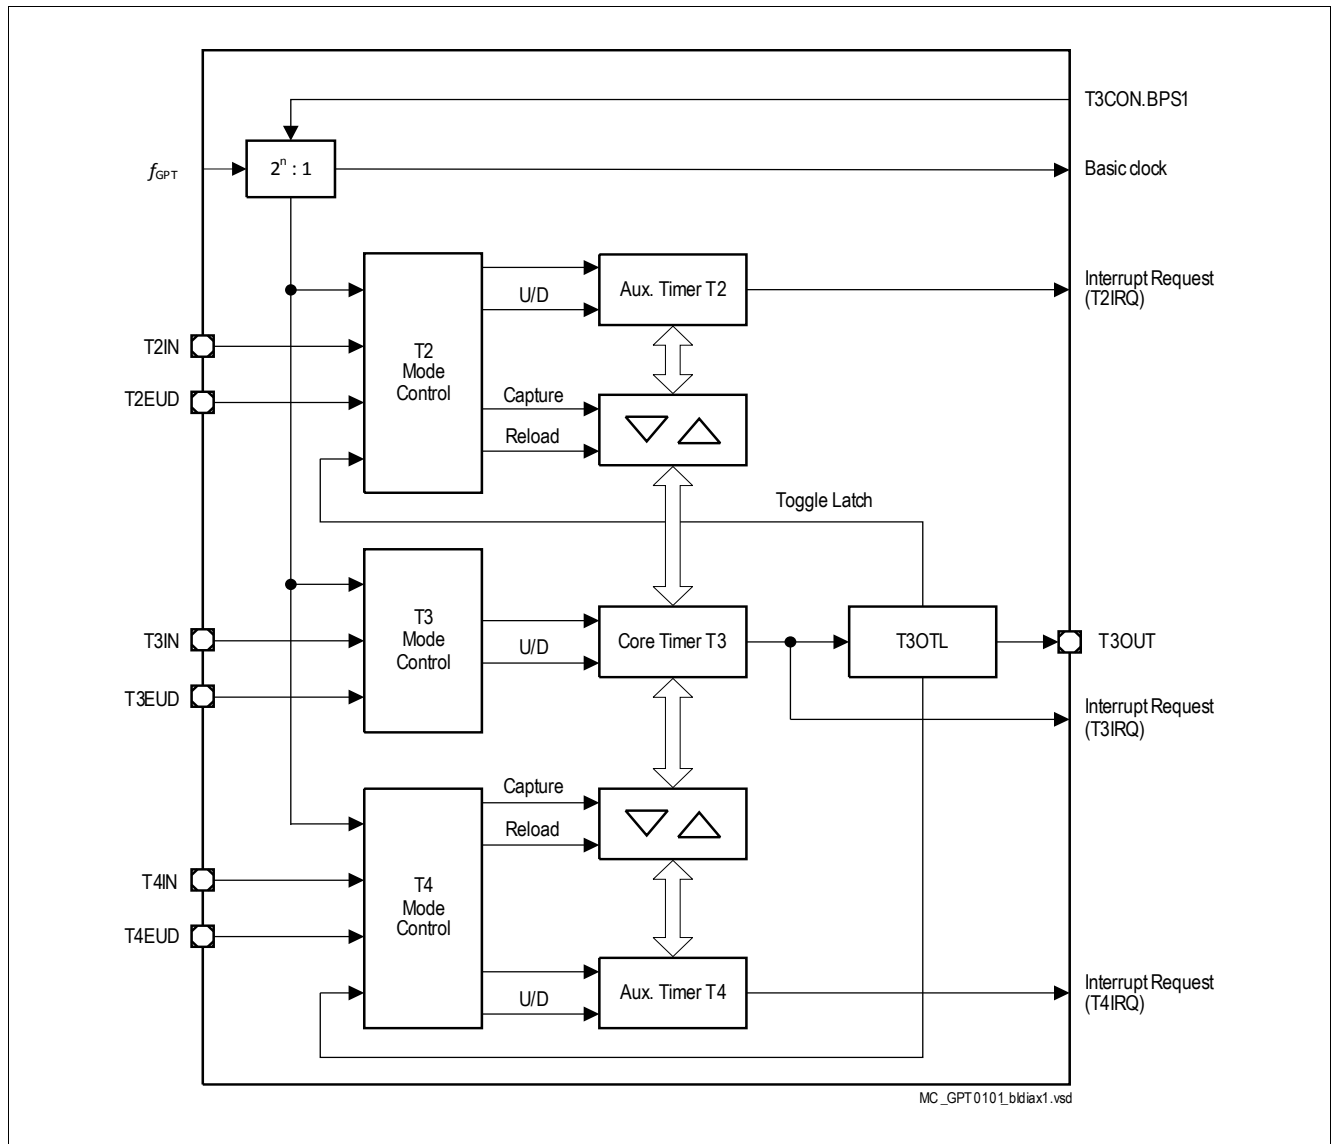 T3CON.BPS1
fGPT
2n : 1
Basic clock
Aux. Timer T2
Interrupt Request
(T2IRQ)
U/D
T2IN
T2
Mode
Control
T2EUD
Capture
Reload
Toggle Latch
T3
Mode
Control
T3IN
U/D
Core Timer T3
T3OTL
T3OUT
T3EUD
Interrupt Request
(T3IRQ)
Capture
Reload
T4IN
T4
Mode
Control
T4EUD
U/D
Aux. Timer T4
Interrupt Request
(T4IRQ)
MC_GPT0101_bldiax1.vsd